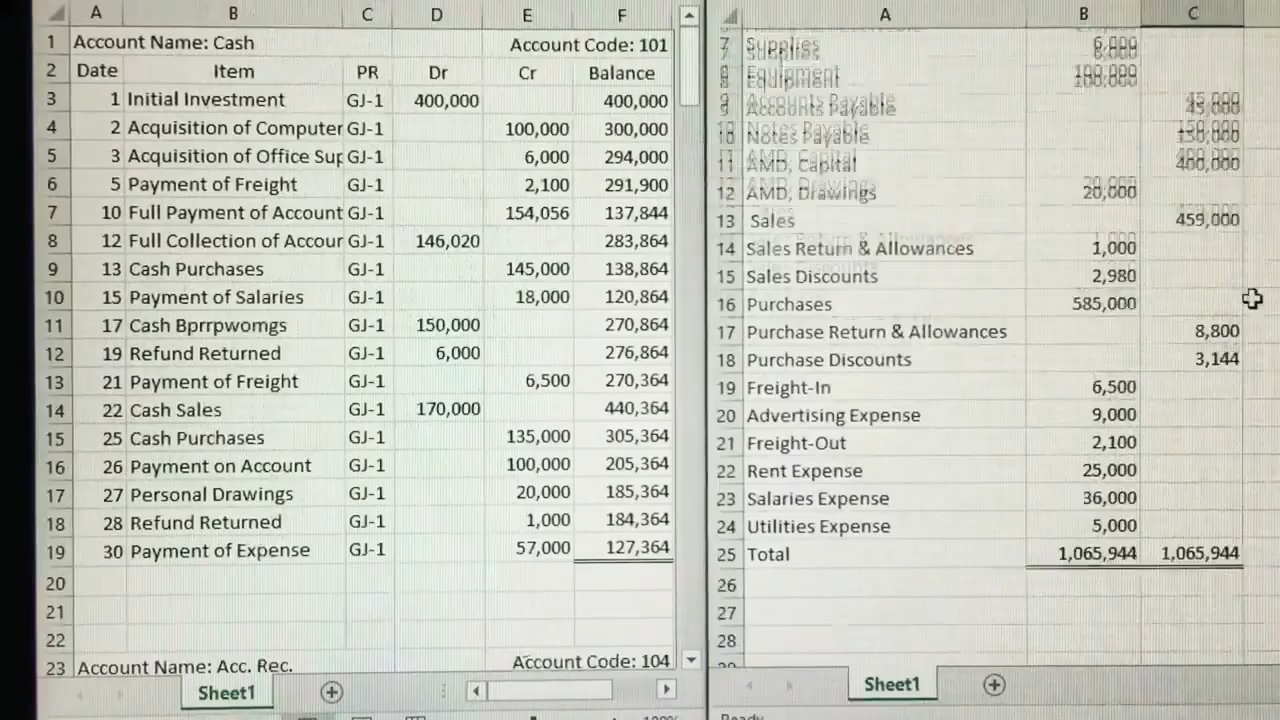 A B C D E F
1 Account Name: Cash Account Code: 101
2 Date Item PR Dr Cr Balance
3 1 Initial Investment GJ-1 400,000 400,000
4 2 Acquisition of Computer GJ-1 100,000 300,000
5 3 Acquisition of Office Sup GJ-1 6,000 294,000
6 5 Payment of Freight GJ-1 2,100 291,900
7 10 Full Payment of Account GJ-1 154,056 137,844
8 12 Full Collection of Accour GJ-1 146,020 283,864
9 13 Cash Purchases GJ-1 145,000 138,864
10 15 Payment of Salaries GJ-1 18,000 120,864
11 17 Cash Bprrpwomgs GJ-1 150,000 270,864
12 19 Refund Returned GJ-1 6,000 276,864
13 21 Payment of Freight GJ-1 6,500 270,364
14 22 Cash Sales GJ-1 170,000 440,364
15 25 Cash Purchases GJ-1 135,000 305,364
16 26 Payment on Account GJ-1 100,000 205,364
17 27 Personal Drawings GJ-1 20,000 185,364
18 28 Refund Returned GJ-1 1,000 184,364
19 30 Payment of Expense GJ-1 57,000 127,364
20
21
22
23 Account Name: Acc. Rec. Account Code: 104
Sheet1
A B C
7 Supplies 6,000
8 Equipment 100,000
9 Accounts Payable 45,000
10 Notes Payable 150,000
11 AMD, Capital 400,000
12 AMD, Drawings 20,000
13 Sales 459,000
14 Sales Return & Allowances 1,000
15 Sales Discounts 2,980
16 Purchases 585,000
17 Purchase Return & Allowances 8,800
18 Purchase Discounts 3,144
19 Freight-In 6,500
20 Advertising Expense 9,000
21 Freight-Out 2,100
22 Rent Expense 25,000
23 Salaries Expense 36,000
24 Utilities Expense 5,000
25 Total 1,065,944 1,065,944
26
27
28
Sheet1